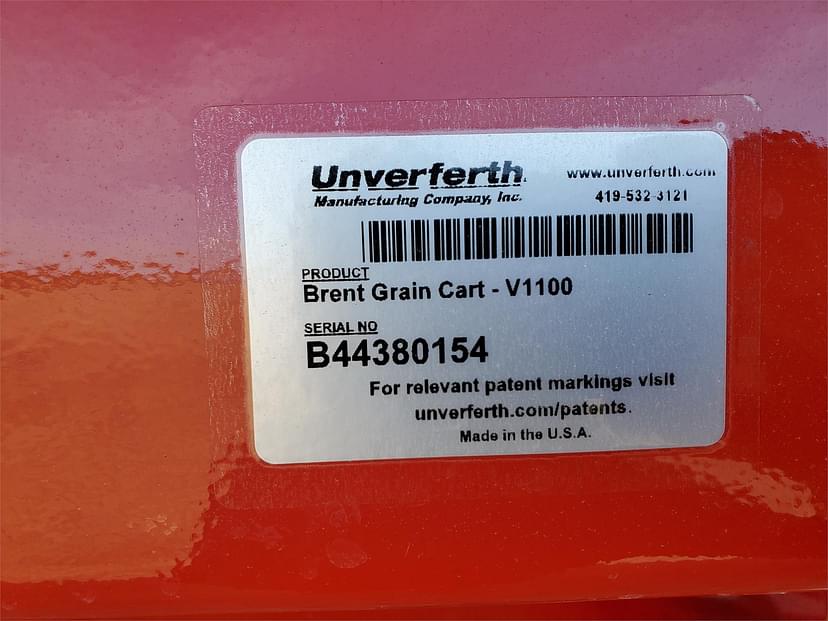 Unverferth
Manufacturing Company, Inc.
www.unverferth.com
419-532-3121
PRODUCT
Brent Grain Cart - V1100
SERIAL NO
B44380154
For relevant patent markings visit
unverferth.com/patents.
Made in the U.S.A.